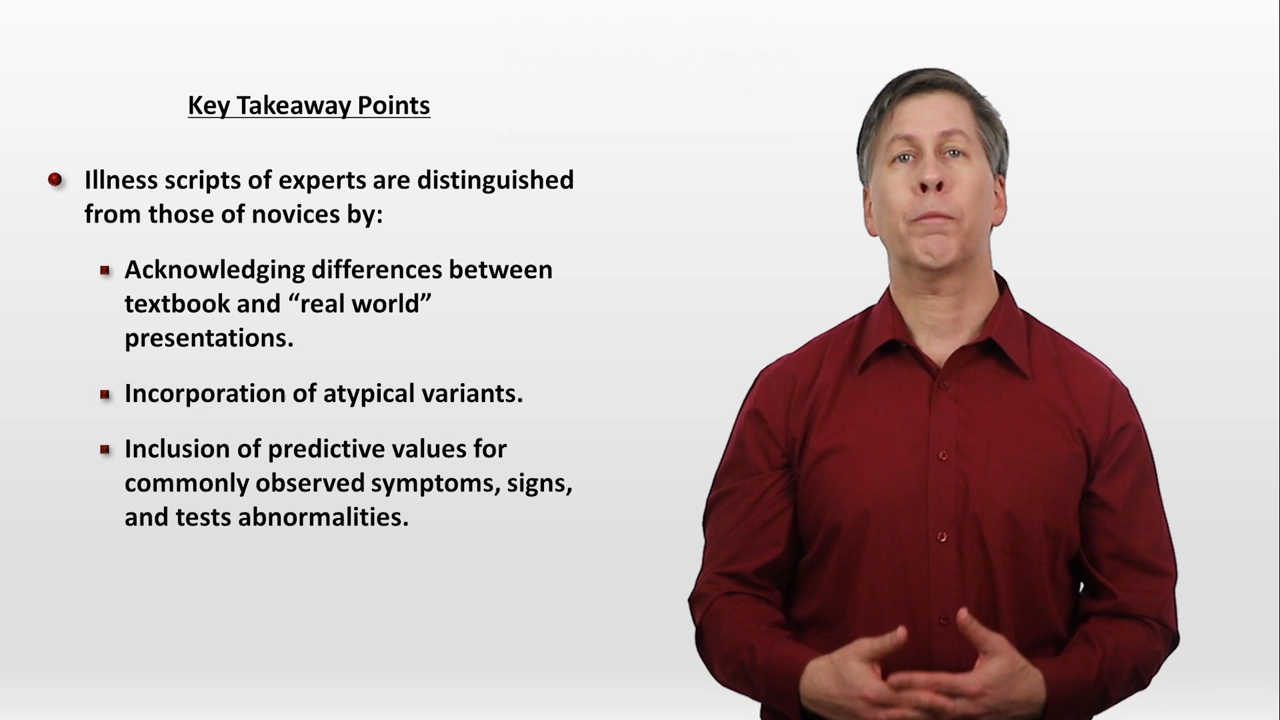 Key Takeaway Points
Illness scripts of experts are distinguished
from those of novices by:
Acknowledging differences between
textbook and “real world”
presentations.
Incorporation of atypical variants.
Inclusion of predictive values for
commonly observed symptoms, signs,
and tests abnormalities.